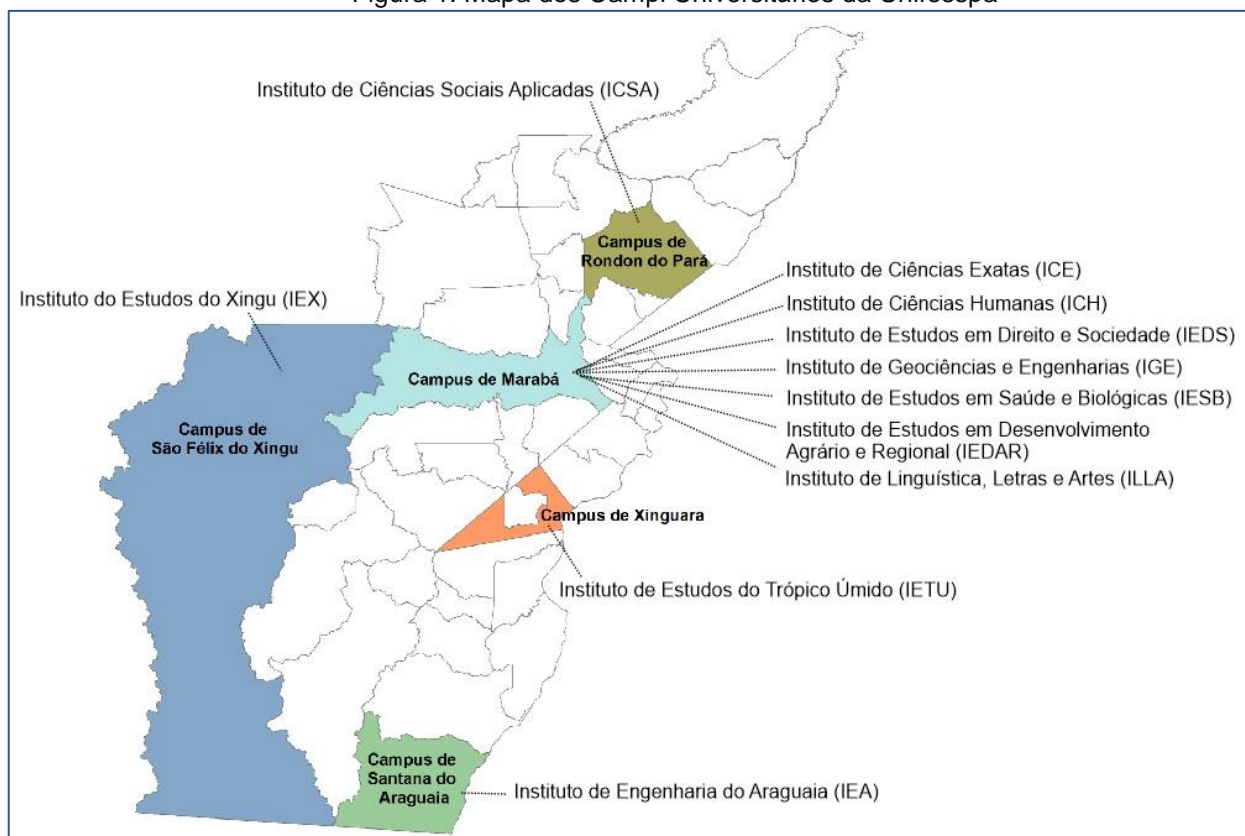 Figura 1. Mapa dos Campi Universitários da Unifesspa
Instituto de Ciências Sociais Aplicadas (ICSA)
Campus de
Rondon do Pará
Instituto de Ciências Exatas (ICE)
Instituto do Estudos do Xingu (IEX)
Instituto de Ciências Humanas (ICH)
Instituto de Estudos em Direito e Sociedade (IEDS)
Instituto de Geociências e Engenharias (IGE)
Campus de Marabá
Instituto de Estudos em Saúde e Biológicas (IESB)
Campus de
São Félix do Xingu
Instituto de Estudos em Desenvolvimento
Agrário e Regional (IEDAR)
Instituto de Linguística, Letras e Artes (ILLA)
Campus de Xinguara
Instituto de Estudos do Trópico Úmido (IETU)
Campus de
Santana do
Araguaia
Instituto de Engenharia do Araguaia (IEA)